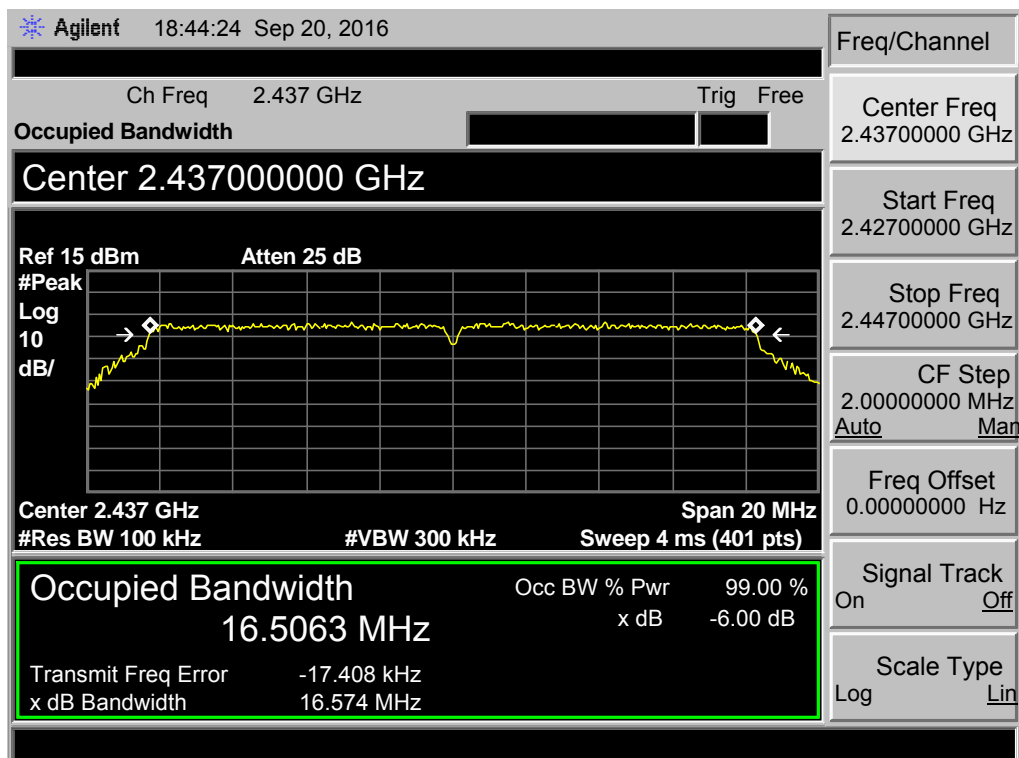 Agilent 18:44:24 Sep 20, 2016
Freq/Channel
Ch Freq 2.437 GHz Trig Free
Occupied Bandwidth
Center 2.437000000 GHz
Ref 15 dBm Atten 25 dB
#Peak
Log
10
dB/
Center 2.437 GHz Span 20 MHz
#Res BW 100 kHz #VBW 300 kHz Sweep 4 ms (401 pts)
Occupied Bandwidth
16.5063 MHz
Occ BW % Pwr 99.00 %
x dB -6.00 dB
Transmit Freq Error -17.408 kHz
x dB Bandwidth 16.574 MHz
Center Freq
2.43700000 GHz
Start Freq
2.42700000 GHz
Stop Freq
2.44700000 GHz
CF Step
2.00000000 MHz
Auto Man
Freq Offset
0.00000000 Hz
Signal Track
On Off
Scale Type
Log Lin